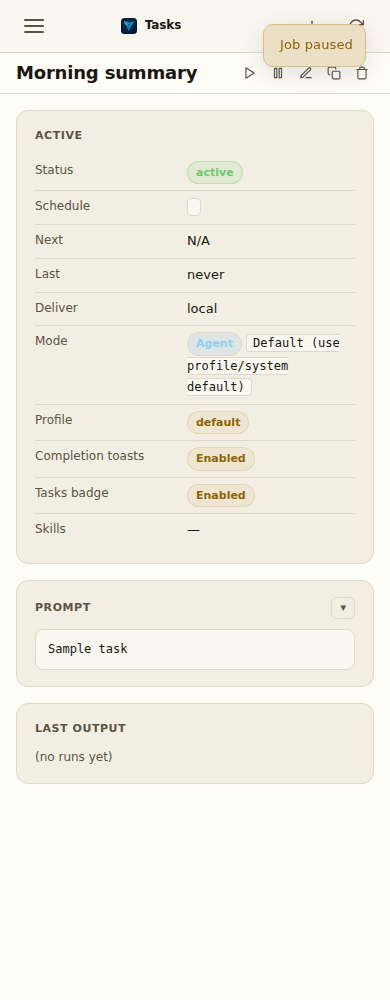 Tasks
Job paused
Morning summary
ACTIVE
Status active
Schedule
Next N/A
Last never
Deliver local
Mode Agent Default (use
profile/system
default)
Profile default
Completion toasts Enabled
Tasks badge Enabled
Skills —
PROMPT ▾
Sample task
LAST OUTPUT
(no runs yet)